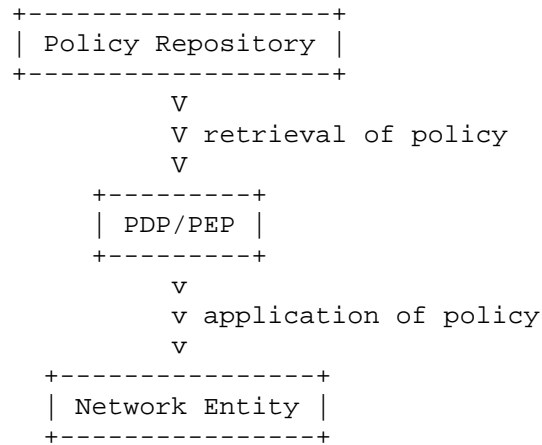 +-------------------+
| Policy Repository |
+-------------------+
V
V retrieval of policy
V
+---------+
| PDP/PEP |
+---------+
v
v application of policy
v
+----------------+
| Network Entity |
+----------------+